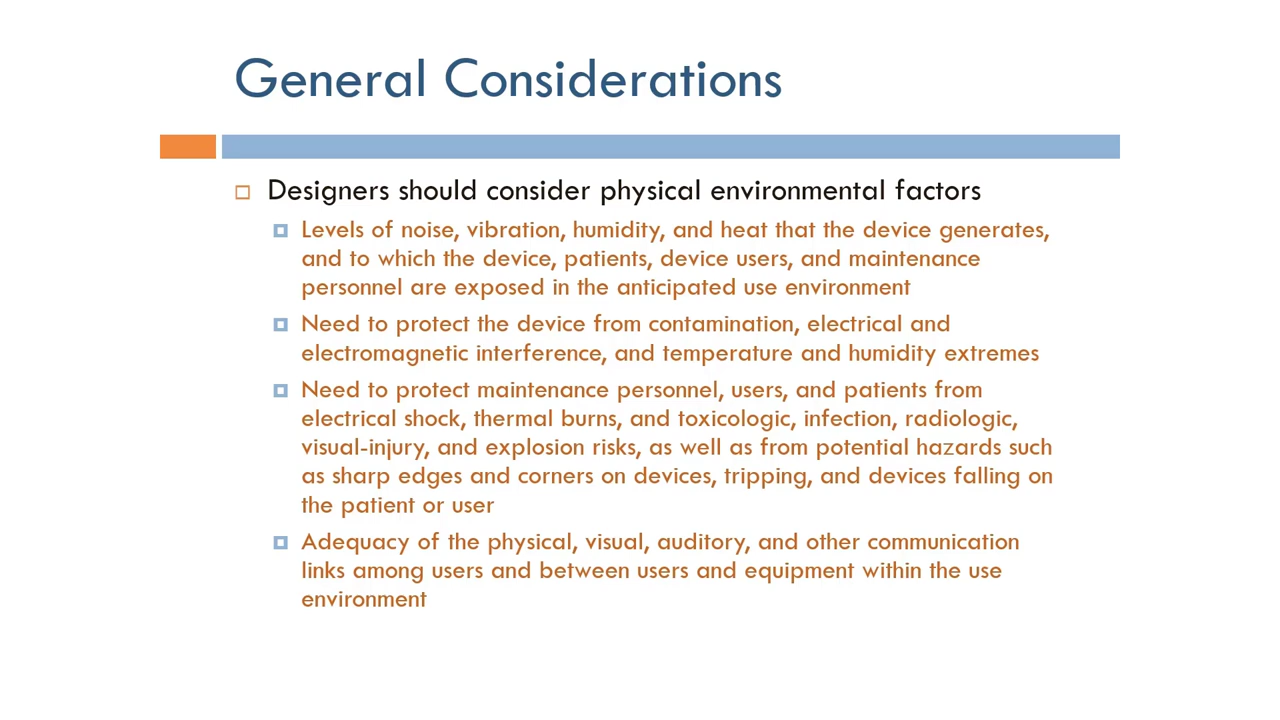 General Considerations
Designers should consider physical environmental factors
Levels of noise, vibration, humidity, and heat that the device generates,
and to which the device, patients, device users, and maintenance
personnel are exposed in the anticipated use environment
Need to protect the device from contamination, electrical and
electromagnetic interference, and temperature and humidity extremes
Need to protect maintenance personnel, users, and patients from
electrical shock, thermal burns, and toxicologic, infection, radiologic,
visual-injury, and explosion risks, as well as from potential hazards such
as sharp edges and corners on devices, tripping, and devices falling on
the patient or user
Adequacy of the physical, visual, auditory, and other communication
links among users and between users and equipment within the use
environment